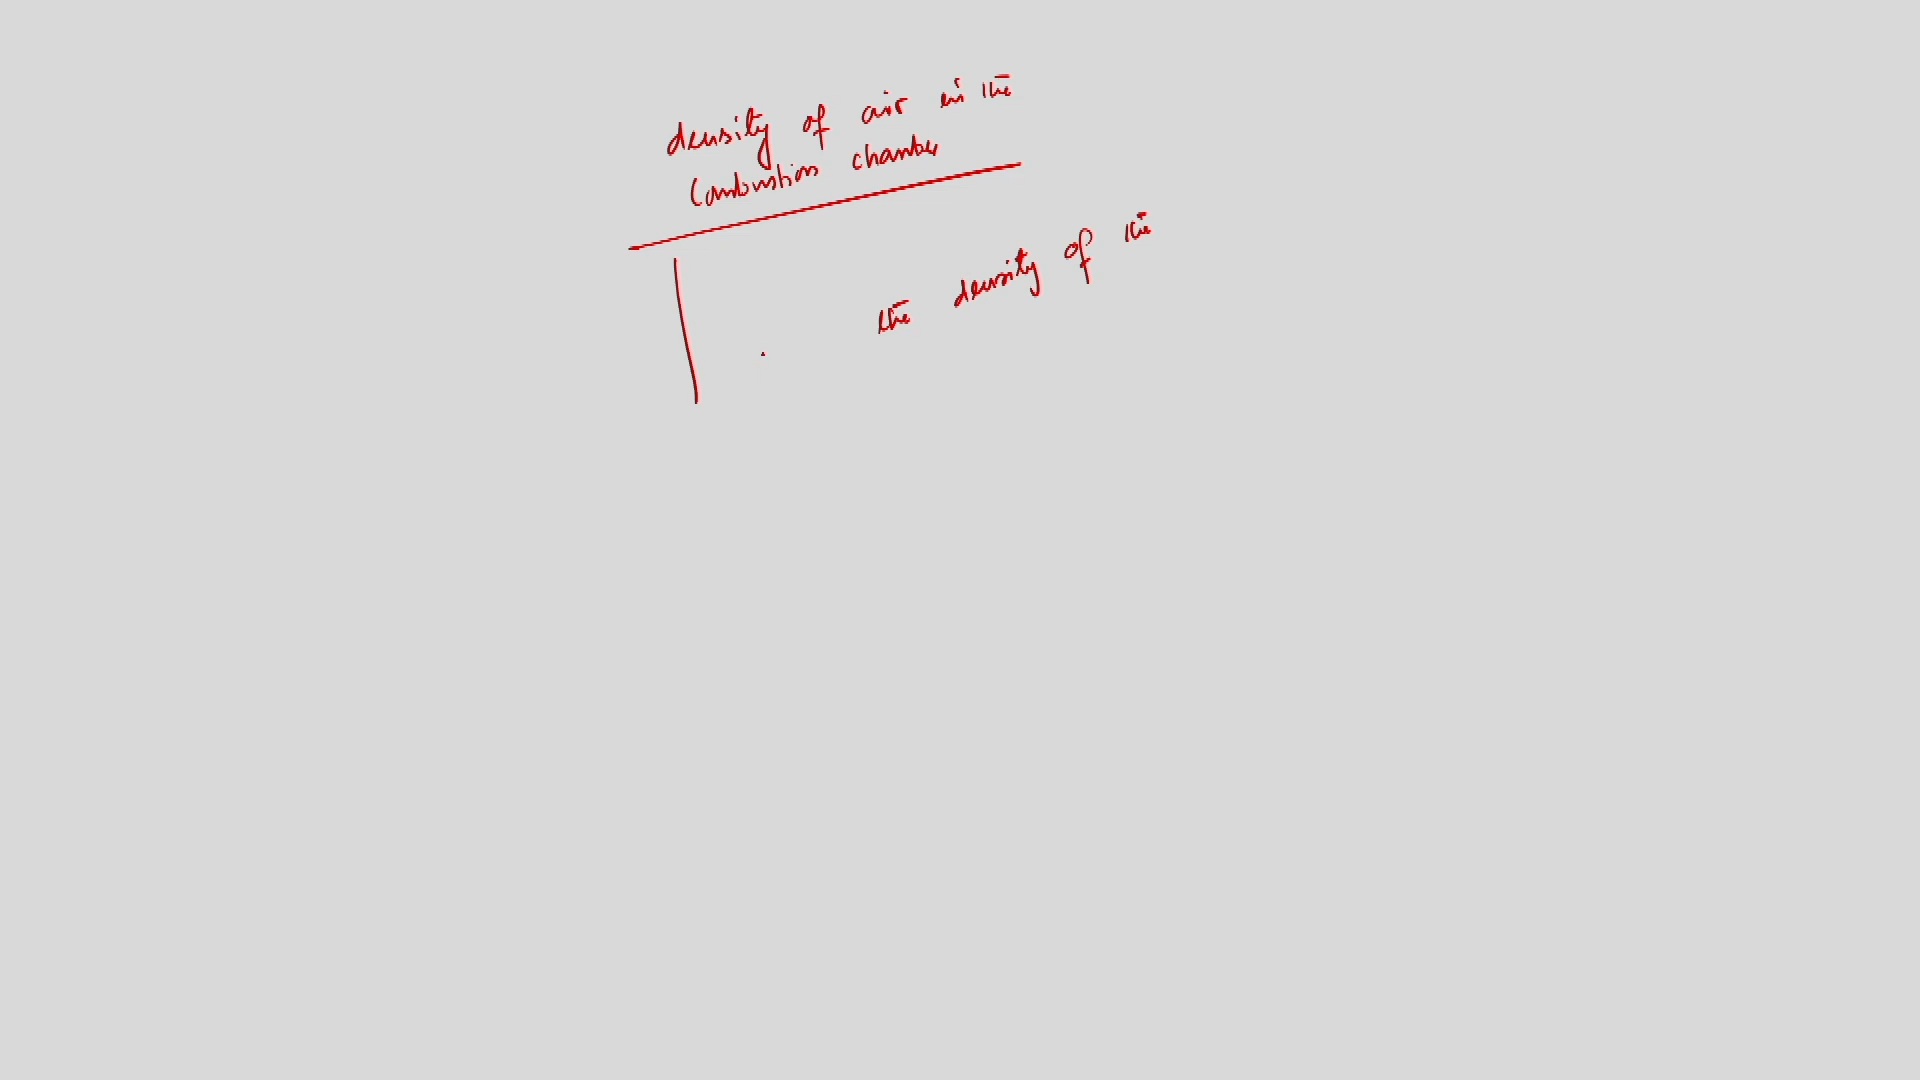 density of air in the
Combustion chamber
the density of the